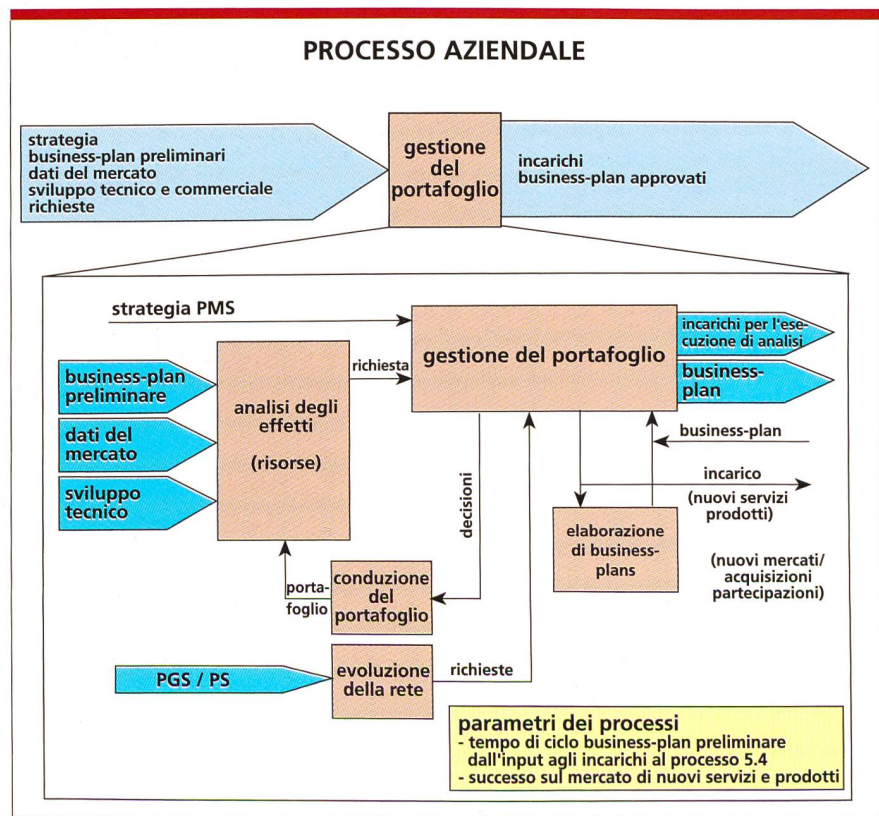 PROCESSO AZIENDALE
strategia
business-plan preliminari
dati del mercato
sviluppo tecnico e commerciale
richieste
gestione
del
portafoglio
incarichi
business-plan approvati
strategia PMS
gestione del portafoglio
incarichi per l'ese-
cuzione di analisi
business-
plan
business-plan
preliminare
dati del
mercato
sviluppo
tecnico
analisi degli
effetti
(risorse)
richiesta
decisioni
business-plan
incarico
(nuovi servizi
prodotti)
elaborazione
di business-
plans
(nuovi mercati/
acquisizioni
partecipazioni)
porta-
foglio
conduzione
del
portafoglio
PGS / PS
evoluzione
della rete
richieste
parametri dei processi
- tempo di ciclo business-plan preliminare
dall'input agli incarichi al processo 5.4
- successo sul mercato di nuovi servizi e prodotti